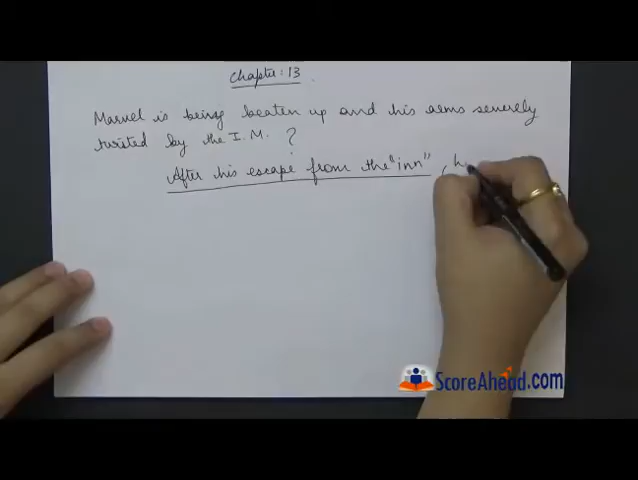 Chapter: 13
Marvel is being beaten up and his arms severely
twisted by the I.M. ?
After his escape from the "inn" (h
ScoreAhead.com